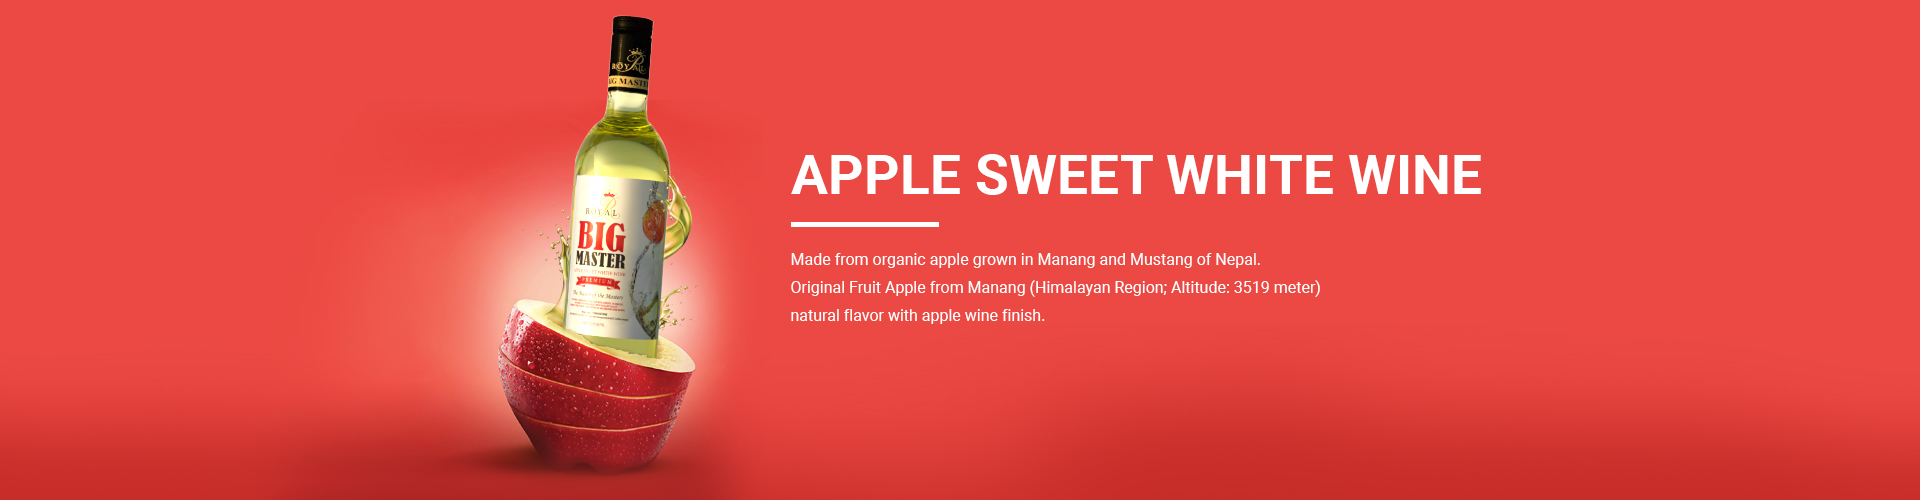 ROYAL
BIG MASTER
ROYAL
BIG
MASTER
PREMIUM
APPLE SWEET WHITE WINE
Made from organic apple grown in Manang and Mustang of Nepal.
Original Fruit Apple from Manang (Himalayan Region; Altitude: 3519 meter)
natural flavor with apple wine finish.